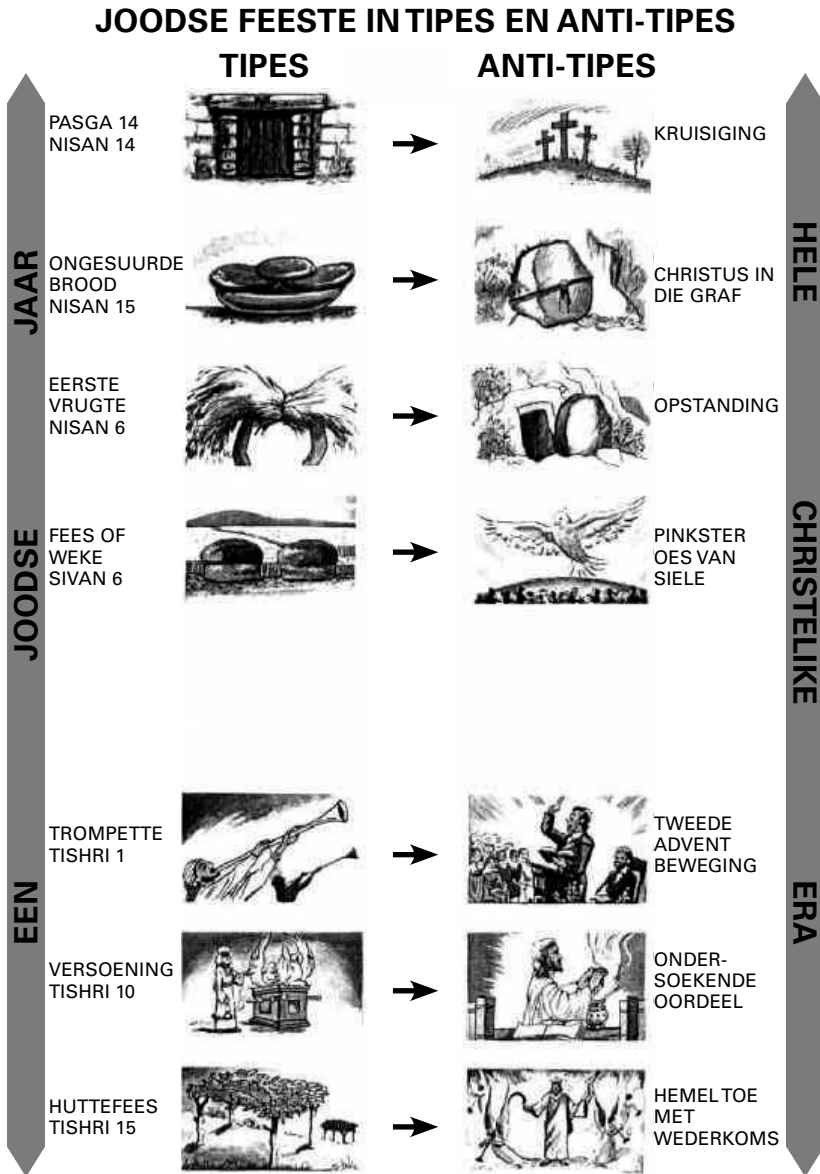 JOODSE FEESTE IN TIPES EN ANTI-TIPES
TIPES
ANTI-TIPES
PASGA 14
NISAN 14
KRUISIGING
ONGESUURDE
BROOD
NISAN 15
CHRISTUS IN
DIE GRAF
EERSTE
VRUGTE
NISAN 6
OPSTANDING
FEES OF
WEKE
SIVAN 6
PINKSTER
OES VAN
SIELE
TROMPETTE
TISHRI 1
TWEEDE
ADVENT
BEWEGING
VERSOENING
TISHRI 10
ONDER-
SOEKENDE
OORDEEL
HUTTEFEES
TISHRI 15
HEMEL TOE
MET
WEDERKOMS
EEN JOODSE JAAR
HELE CHRISTELIKE ERA